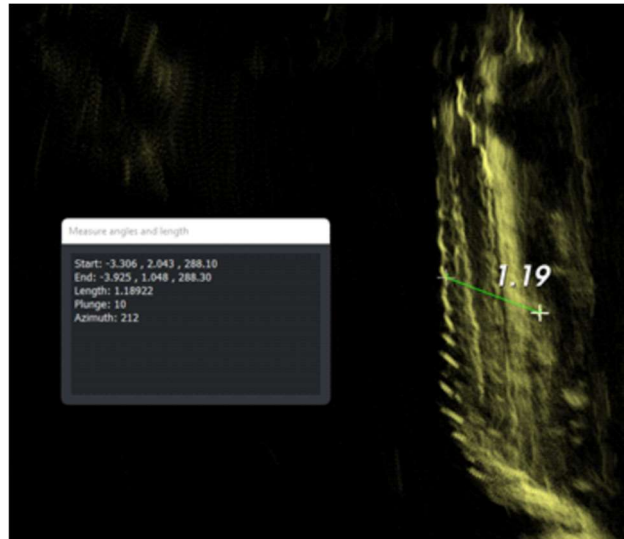 1.19
Measure angles and length
Start: -3.306 , 2.043 , 288.10
End: -3.925 , 1.048 , 288.30
Length: 1.18922
Plunge: 10
Azimuth: 212